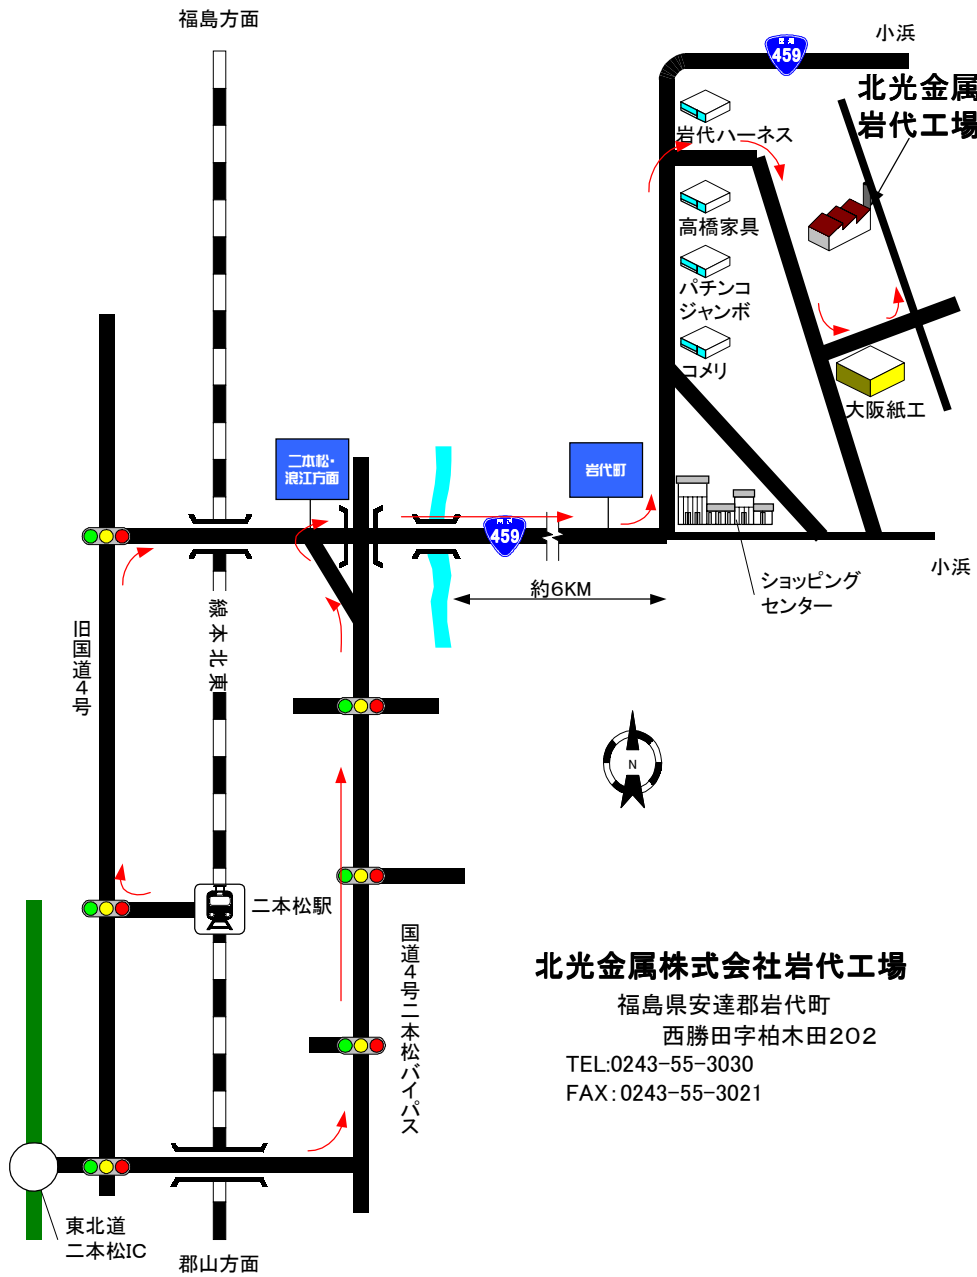 福島方面
小浜
国道
459
北光金属
岩代工場
岩代ハーネス
高橋家具
パチンコ
ジャンボ
コメリ
大阪紙工
二本松・
浪江方面
岩代町
国道
459
小浜
ショッピング
センター
約6KM
線本北東
旧国道4号
N
二本松駅
国道4号二本松バイパス
北光金属株式会社岩代工場
福島県安達郡岩代町
西勝田字柏木田202
TEL:0243-55-3030
FAX:0243-55-3021
東北道
二本松IC
郡山方面